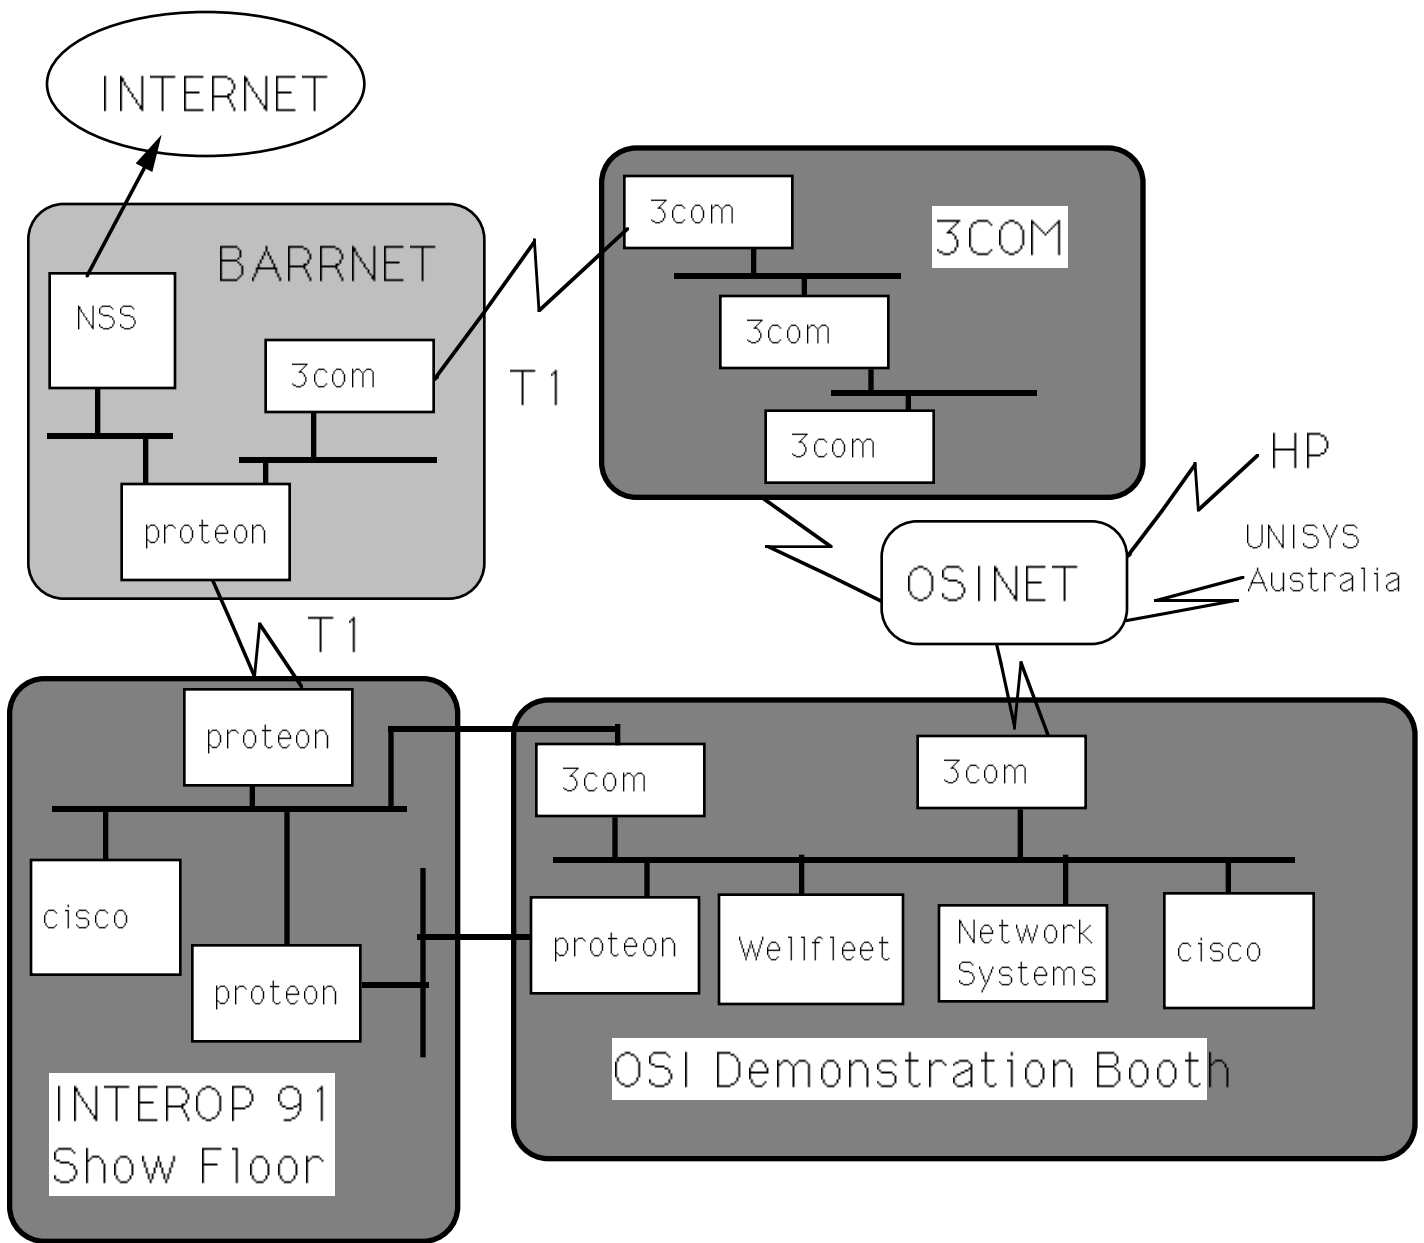 INTERNET
BARRNET
NSS
3com
proteon
T1
3com
3COM
3com
3com
HP
UNISYS
Australia
OSINET
T1
proteon
cisco
proteon
INTEROP 91
Show Floor
3com
3com
proteon
Wellfleet
Network
Systems
cisco
OSI Demonstration Booth